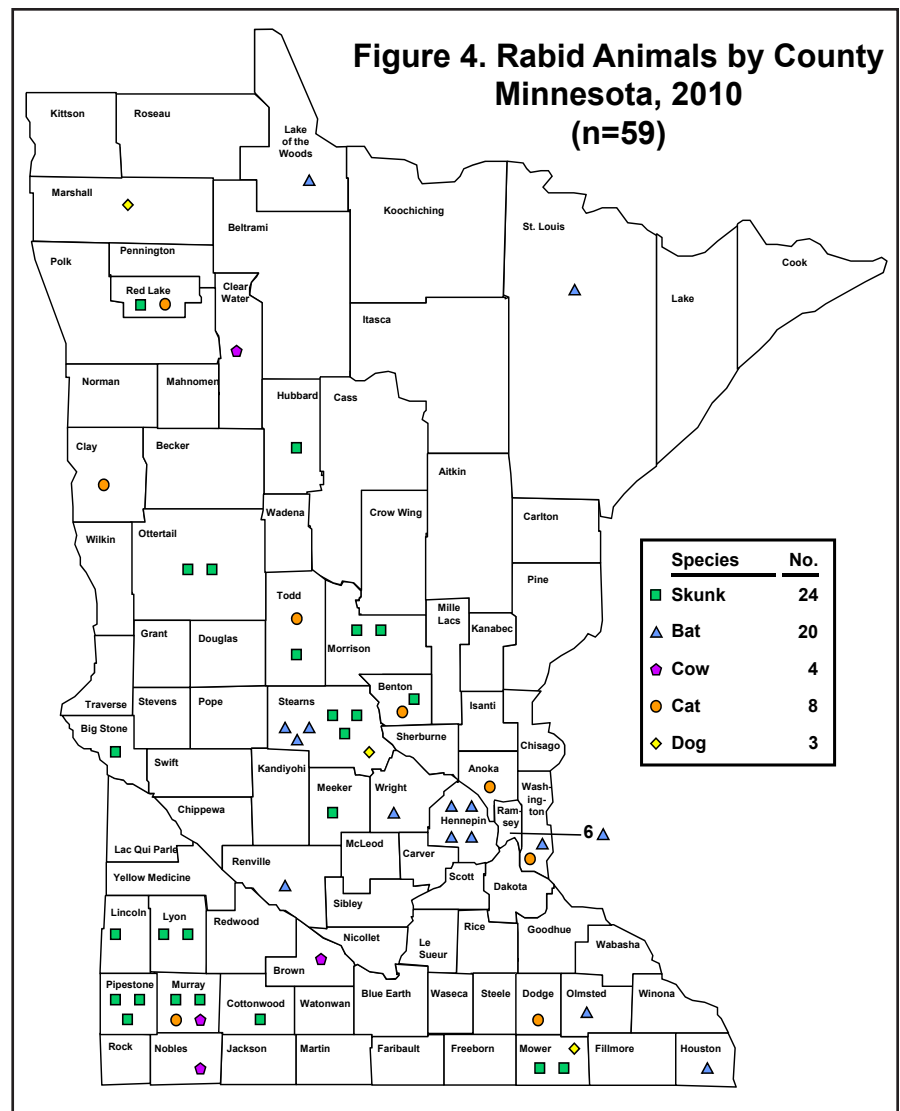 Figure 4. Rabid Animals by County
Minnesota, 2010
(n=59)
Kittson
Roseau
Lake
of the
Woods
Marshall
Koochiching
St. Louis
Beltrami
Pennington
Polk
Cook
Red Lake
Clear
Water
Lake
Itasca
Norman
Mahnomen
Hubbard
Cass
Clay
Becker
Aitkin
Wadena
Crow Wing
Carlton
Wilkin
Ottertail
Pine
Species No.
Skunk 24
Bat 20
Cow 4
Cat 8
Dog 3
Todd
Mille
Lacs
Kanabec
Grant
Douglas
Morrison
Benton
Traverse
Stevens
Pope
Stearns
Isanti
Big Stone
Sherburne
Chisago
Swift
Kandiyohi
Anoka
Meeker
Wright
Wash-
ing-
ton
Chippewa
Hennepin
Ram-
sey
6
Lac Qui Parle
McLeod
Carver
Renville
Yellow Medicine
Scott
Dakota
Sibley
Lincoln
Lyon
Redwood
Nicollet
Le
Sueur
Rice
Goodhue
Wabasha
Brown
Pipestone
Murray
Cottonwood
Watonwan
Blue Earth
Waseca
Steele
Dodge
Olmsted
Winona
Rock
Nobles
Jackson
Martin
Faribault
Freeborn
Mower
Fillmore
Houston